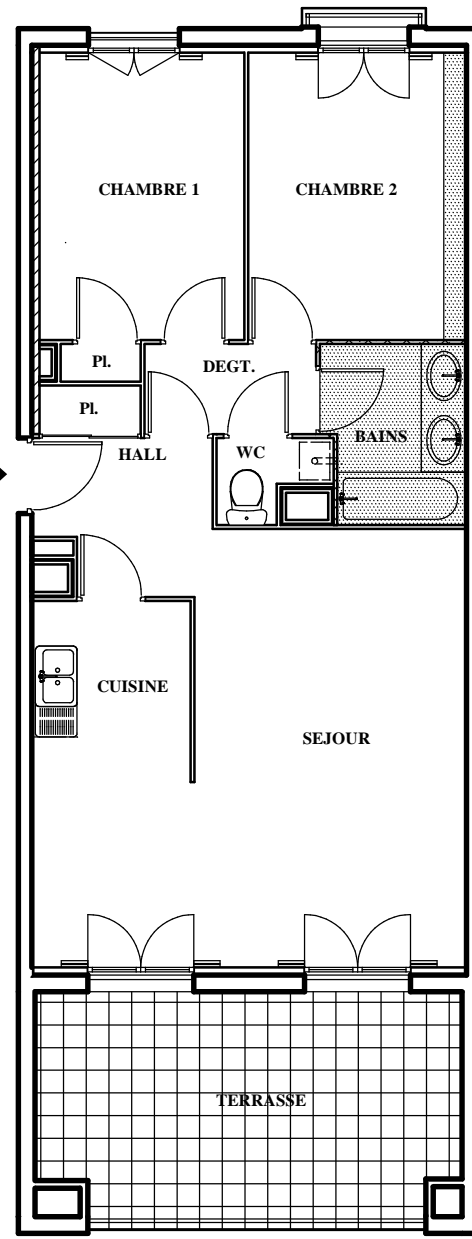 CHAMBRE 1
CHAMBRE 2
Pl.
DEGT.
Pl.
BAINS
HALL
WC
CUISINE
SEJOUR
TERRASSE